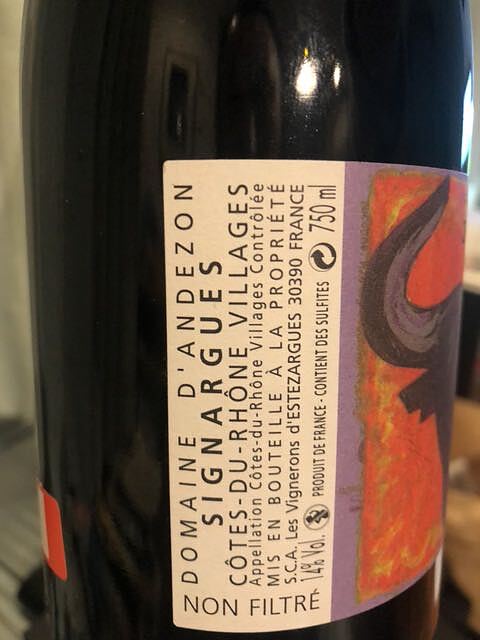 DOMAINE D'ANDEZON
SIGNARGUES
CÔTES-DU-RHÔNE VILLAGES
Appellation Côtes-du-Rhône Villages Contrôlée
MIS EN BOUTEILLE À LA PROPRIÉTÉ
S.C.A. Les Vignerons d'ESTEZARGUES 30390 FRANCE
14% Vol. PRODUIT DE FRANCE - CONTIENT DES SULFITES 750 ml
NON FILTRÉ